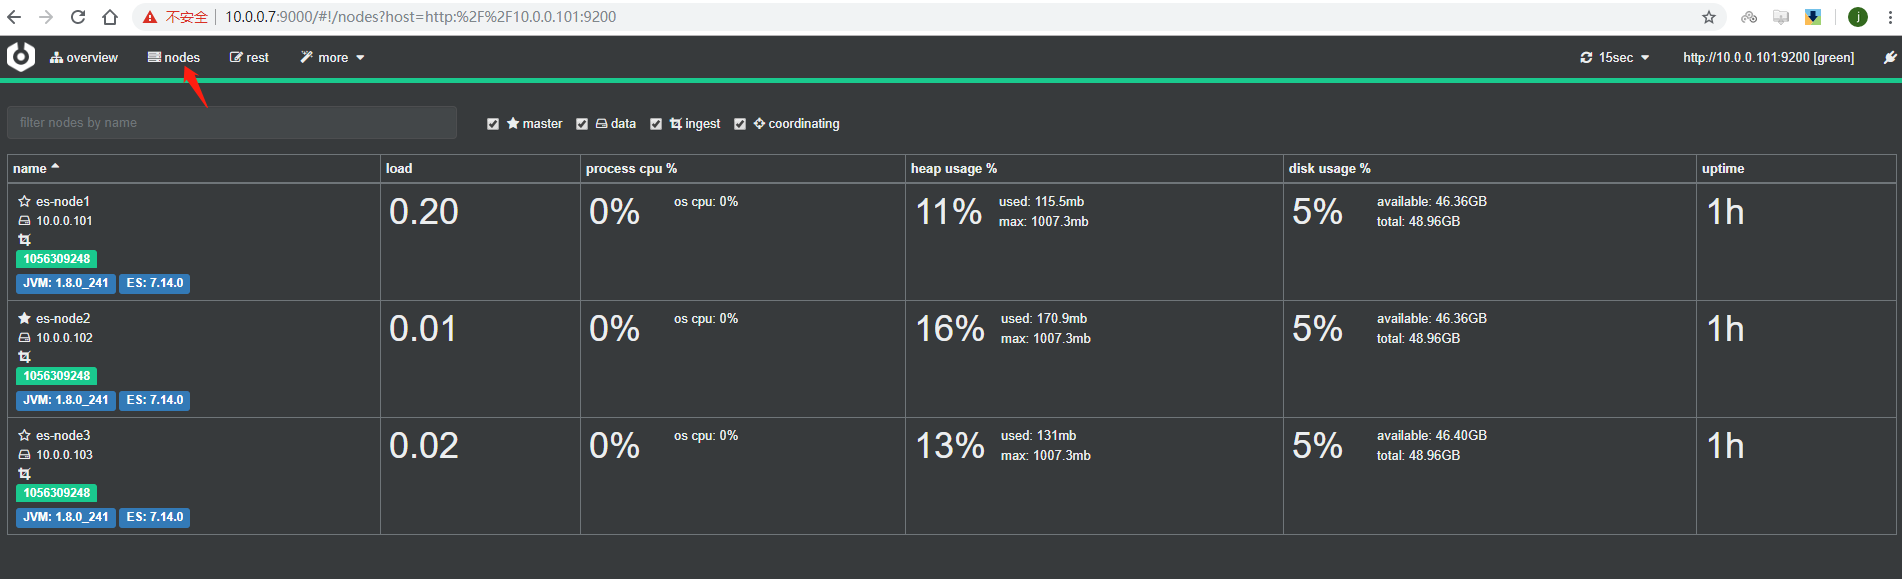 不安全 10.0.0.7:9000/#!/nodes?host=http:%2F%2F10.0.0.101:9200 j
overview nodes rest more 15sec http://10.0.0.101:9200 [green]
filter nodes by name master data ingest coordinating
name load process cpu % heap usage % disk usage % uptime
es-node1 0.20 0% os cpu: 0% 11% used: 115.5mb 5% available: 46.36GB 1h
10.0.0.101 max: 1007.3mb total: 48.96GB
1056309248
JVM: 1.8.0_241 ES: 7.14.0
es-node2 0.01 0% os cpu: 0% 16% used: 170.9mb 5% available: 46.36GB 1h
10.0.0.102 max: 1007.3mb total: 48.96GB
1056309248
JVM: 1.8.0_241 ES: 7.14.0
es-node3 0.02 0% os cpu: 0% 13% used: 131mb 5% available: 46.40GB 1h
10.0.0.103 max: 1007.3mb total: 48.96GB
1056309248
JVM: 1.8.0_241 ES: 7.14.0